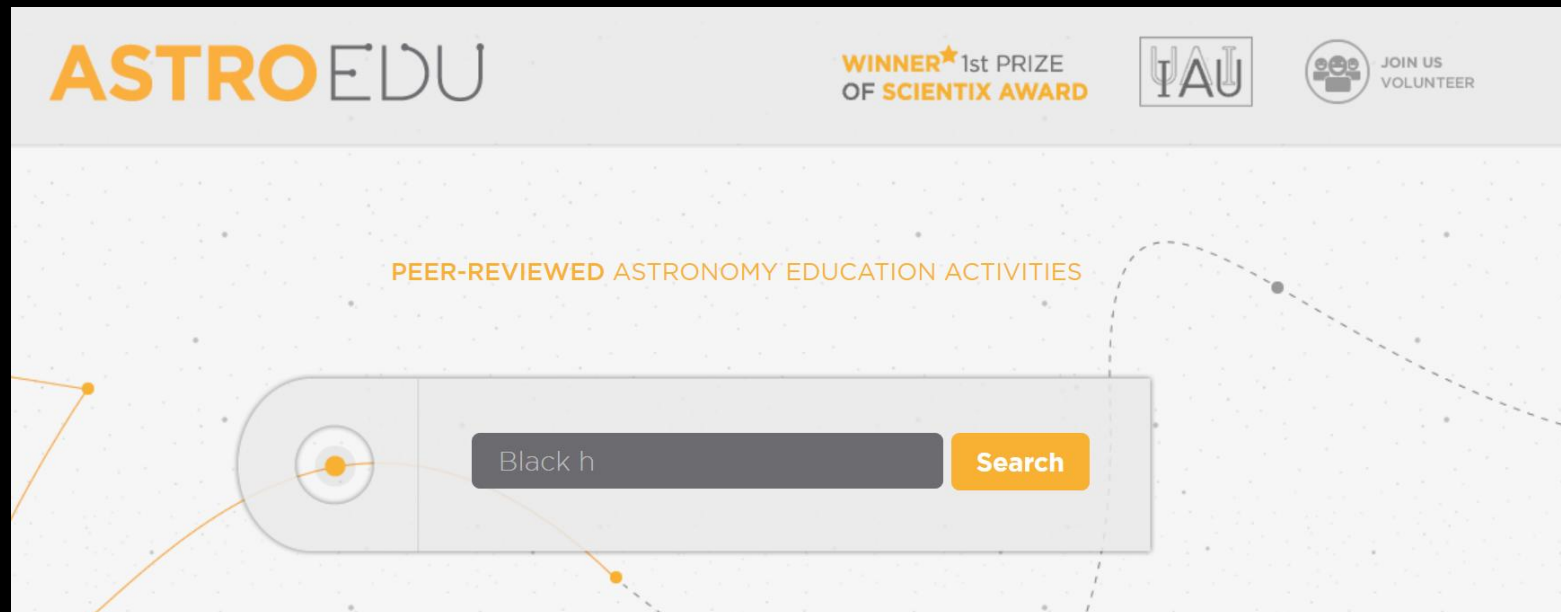 ASTROEDU
WINNER 1st PRIZE
OF SCIENTIX AWARD
IAU
JOIN US
VOLUNTEER
PEER-REVIEWED ASTRONOMY EDUCATION ACTIVITIES
Black h
Search